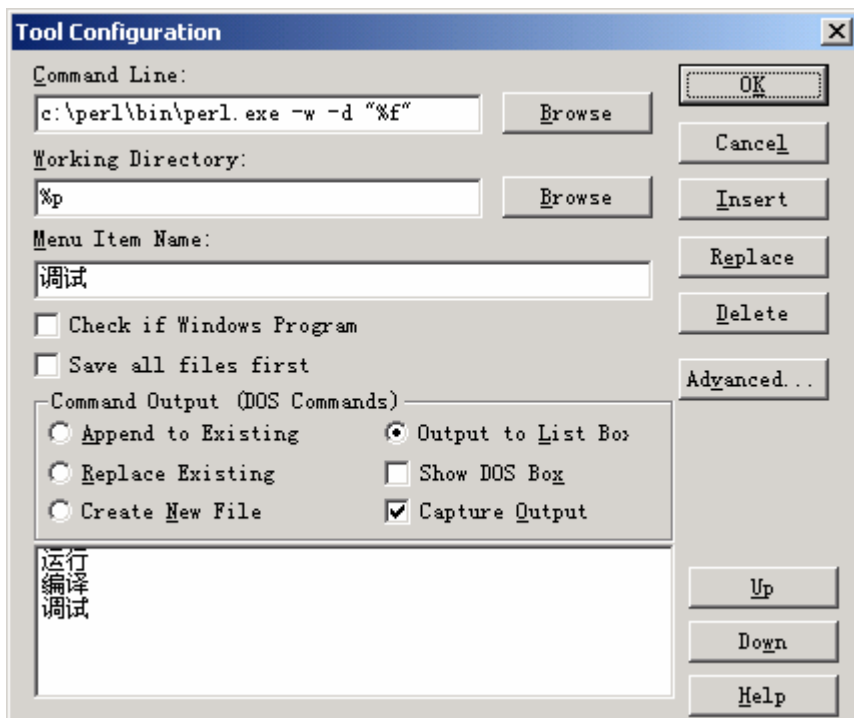 Tool Configuration
Command Line:
c:\perl\bin\perl.exe -w -d "%f"
Browse
OK
Cancel
Working Directory:
%p
Browse
Insert
Menu Item Name:
调试
Replace
Delete
Check if Windows Program
Save all files first
Advanced...
Command Output (DOS Commands)
Append to Existing
Output to List Bo
Replace Existing
Show DOS Box
Create New File
Capture Output
运行
编译
调试
Up
Down
Help